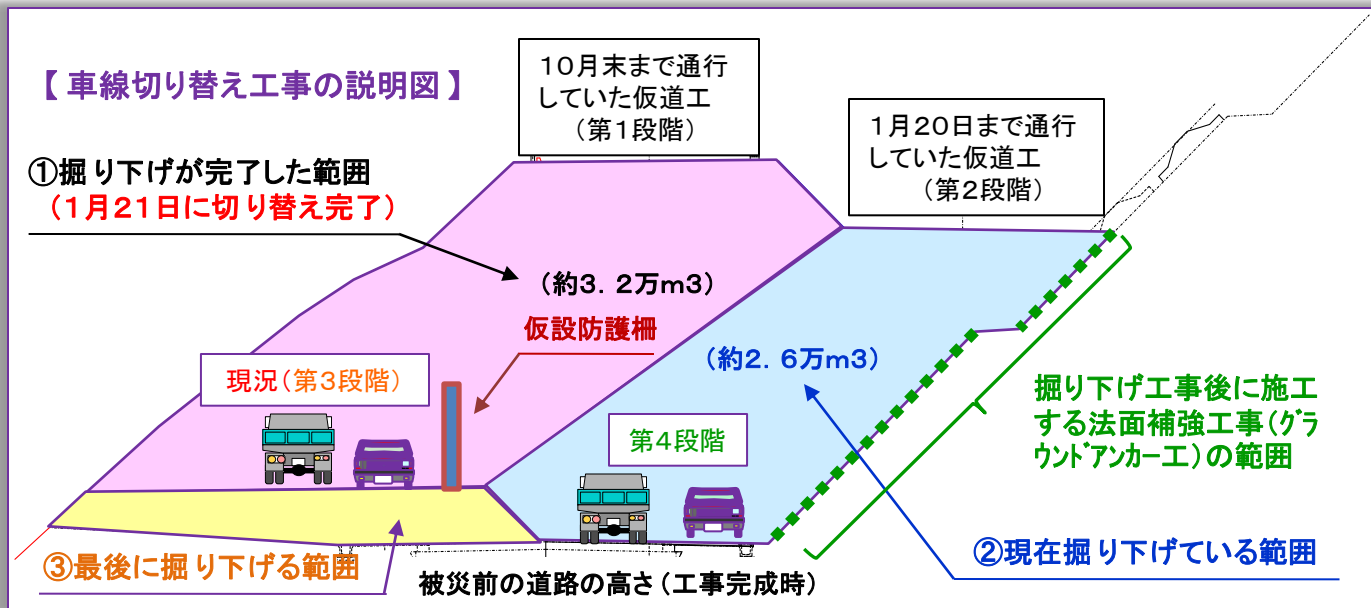 【 車線切り替え工事の説明図 】
10月末まで通行
していた仮道工
(第1段階)
1月20日まで通行
していた仮道工
(第2段階)
①掘り下げが完了した範囲
(1月21日に切り替え完了)
(約3.2万m3)
仮設防護柵
(約2.6万m3)
現況(第3段階)
第4段階
掘り下げ工事後に施工
する法面補強工事(グラ
ウンドアンカー工)の範囲
③最後に掘り下げる範囲
②現在掘り下げている範囲
被災前の道路の高さ(工事完成時)